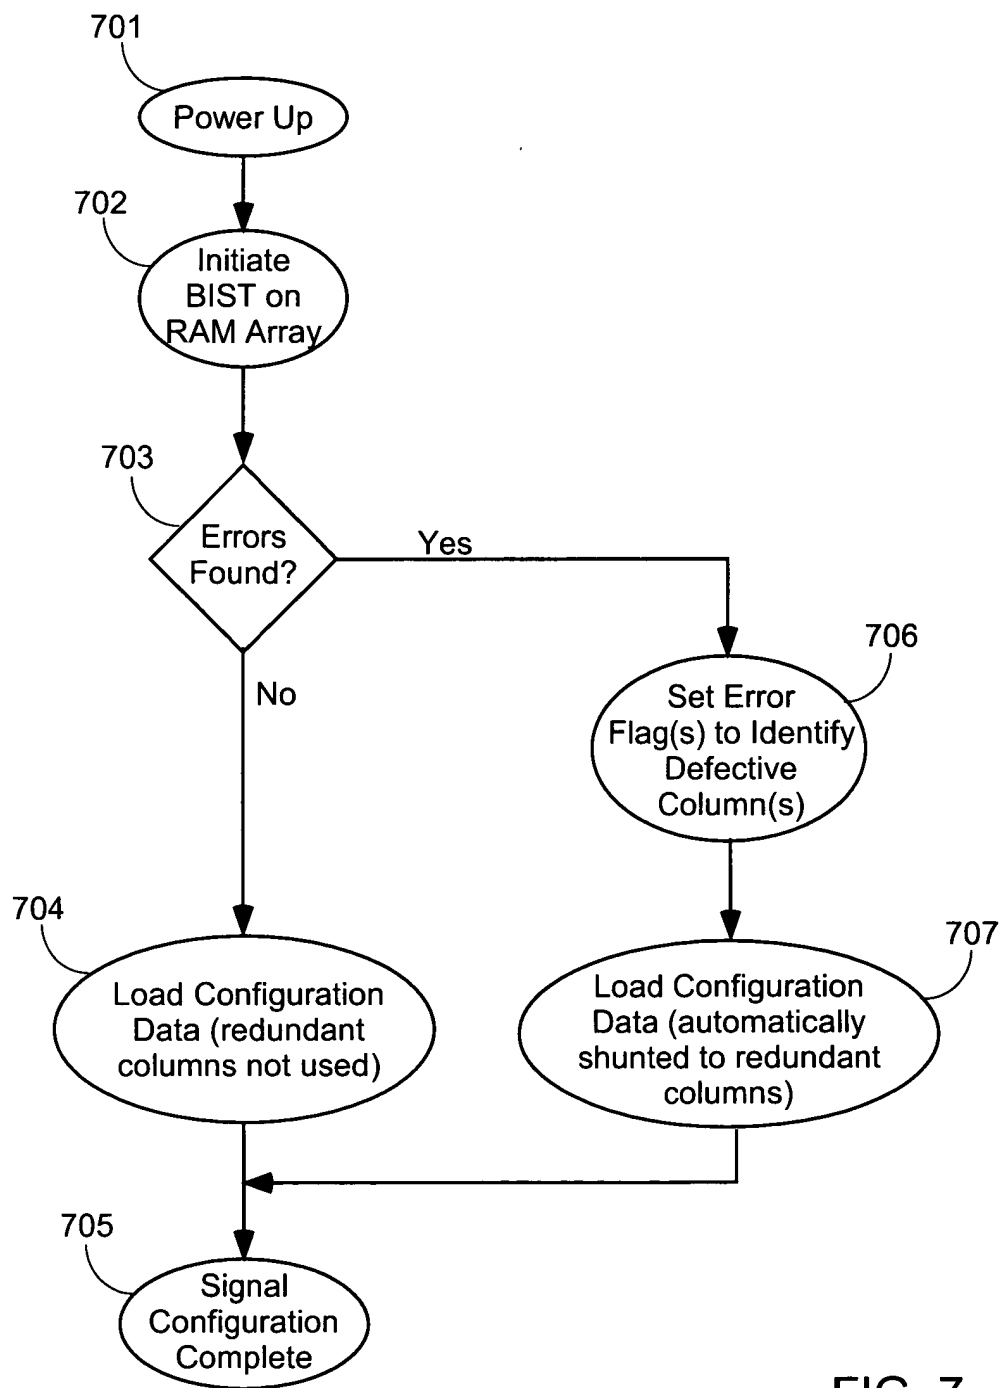 701
Power Up
702
Initiate
BIST on
RAM Array
703
Errors
Found?
Yes
No
706
Set Error
Flag(s) to Identify
Defective
Column(s)
704
Load Configuration
Data (redundant
columns not used)
707
Load Configuration
Data (automatically
shunted to redundant
columns)
705
Signal
Configuration
Complete
FIG. 7